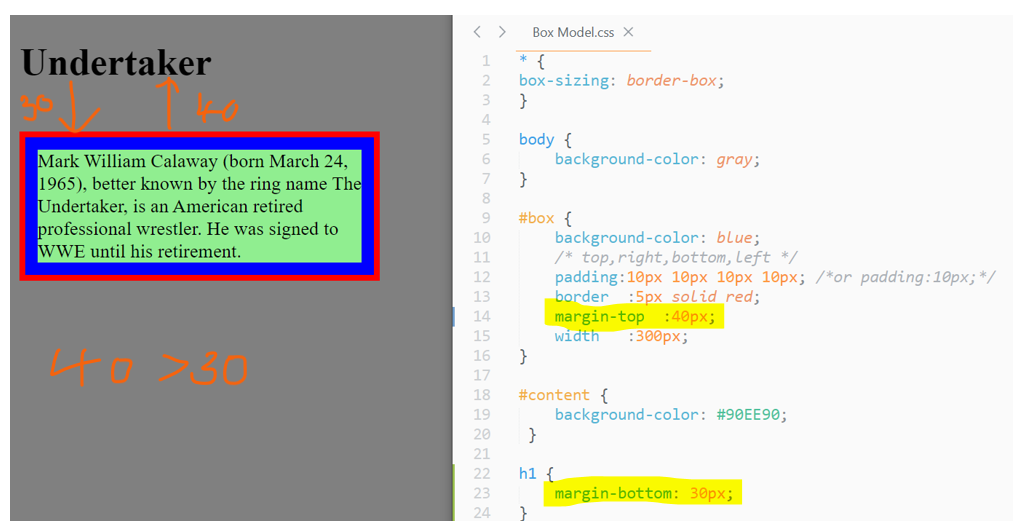 Undertaker
30
40
Mark William Calaway (born March 24,
1965), better known by the ring name The
Undertaker, is an American retired
professional wrestler. He was signed to
WWE until his retirement.
40 >30
Box Model.css ×
1 * {
2 box-sizing: border-box;
3 }
4
5 body {
6 background-color: gray;
7 }
8
9 #box {
10 background-color: blue;
11 /* top,right,bottom,left */
12 padding:10px 10px 10px 10px; /*or padding:10px;*/
13 border :5px solid red;
14 margin-top :40px;
15 width :300px;
16 }
17
18 #content {
19 background-color: #90EE90;
20 }
21
22 h1 {
23 margin-bottom: 30px;
24 }